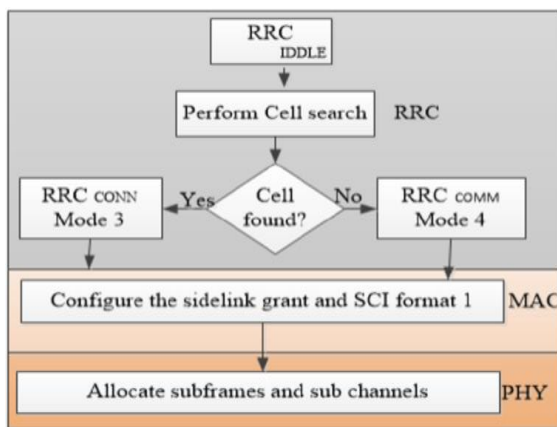 RRC
IDDLE
Perform Cell search
RRC
RRC CONN
Mode 3
Yes
Cell
found?
No
RRC COMM
Mode 4
Configure the sidelink grant and SCI format 1
MAC
Allocate subframes and sub channels
PHY